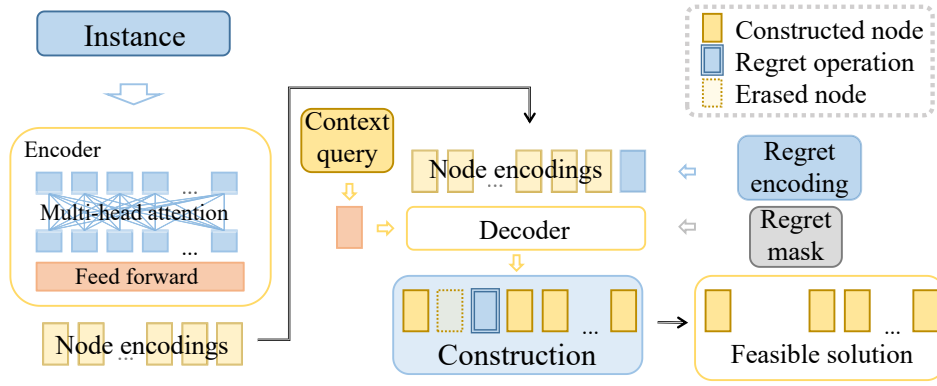 Instance
Encoder
...
Multi-head attention
...
Feed forward
Node encodings
...
Context
query
Node encodings
...
Decoder
...
Construction
Constructed node
Regret operation
Erased node
Regret
encoding
Regret
mask
...
Feasible solution